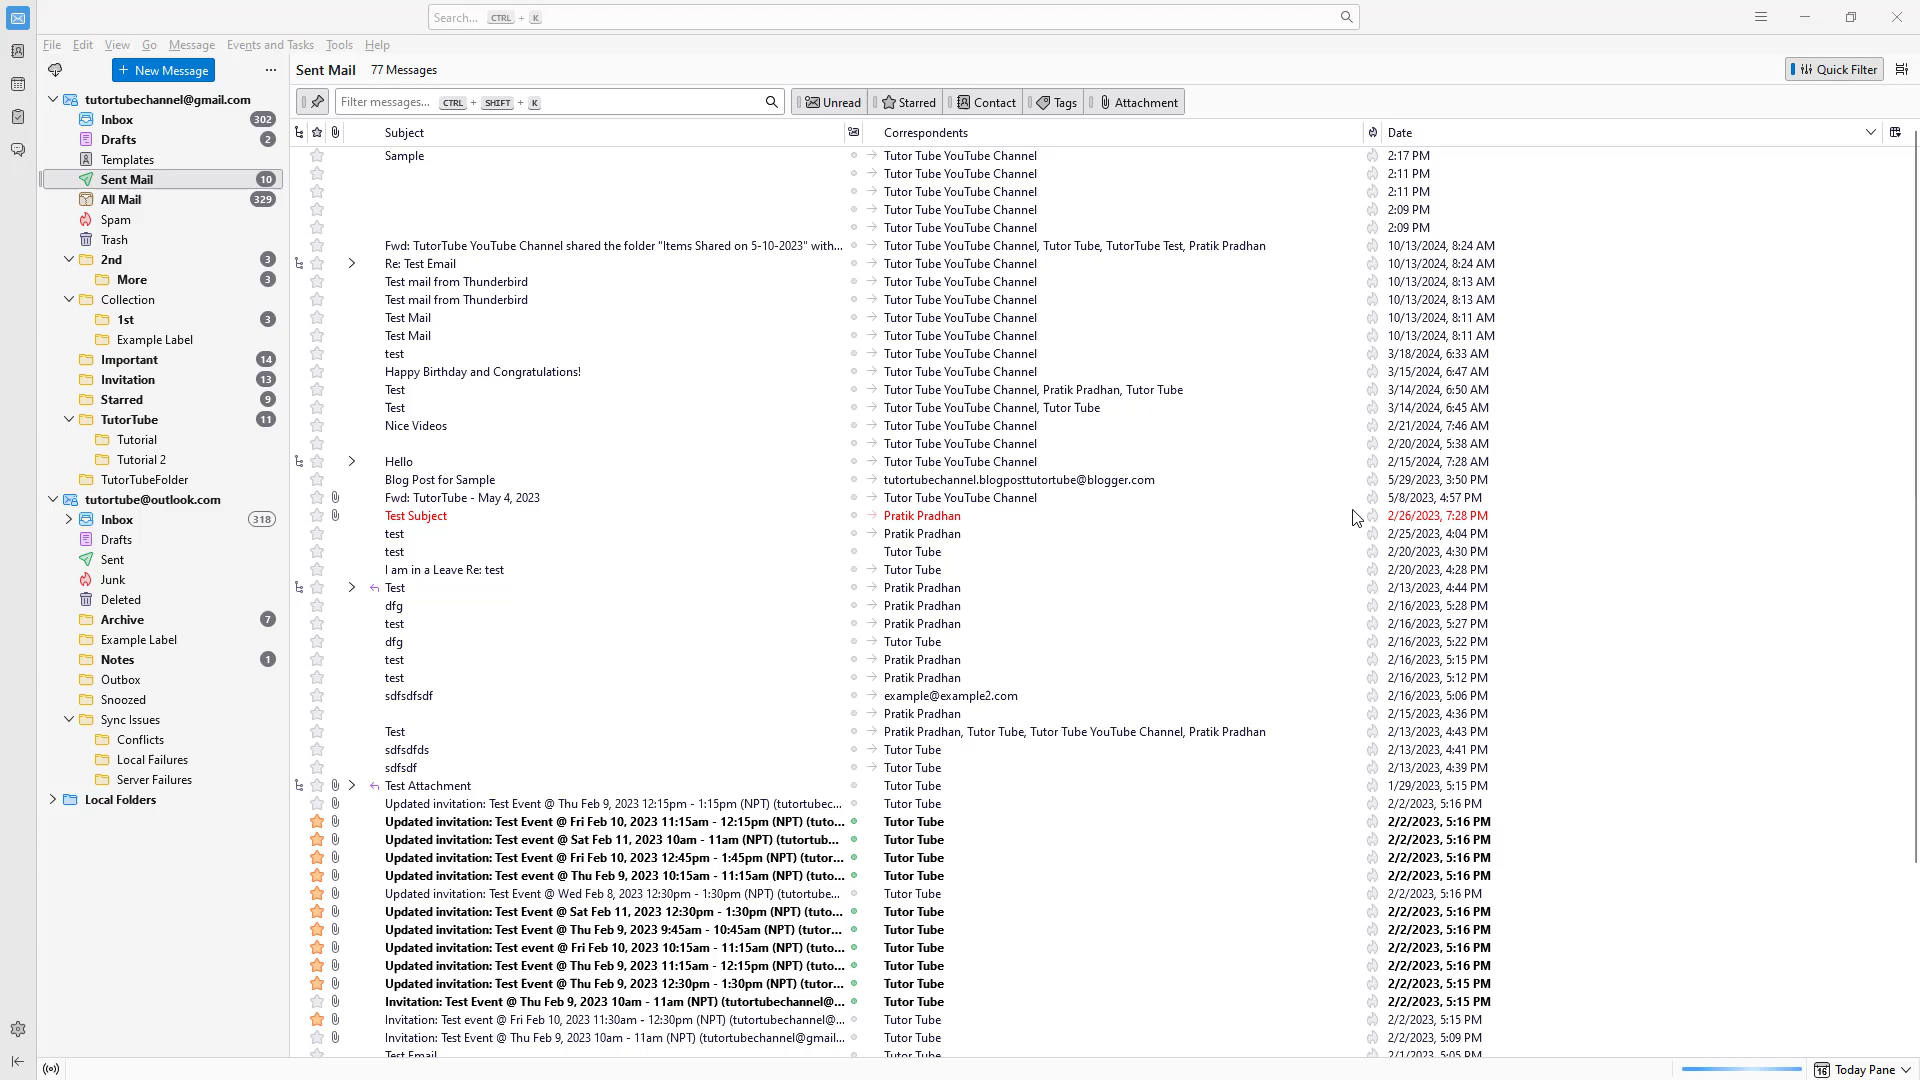 Search... CTRL + K
File Edit View Go Message Events and Tasks Tools Help
+ New Message ...
Sent Mail 77 Messages Quick Filter
Filter messages... CTRL + SHIFT + K Unread Starred Contact Tags Attachment
tutortubechannel@gmail.com
Inbox 302
Drafts 2
Templates
Sent Mail 10
All Mail 329
Spam
Trash
2nd 3
More 3
Collection
1st 3
Example Label
Important 14
Invitation 13
Starred 9
TutorTube 11
Tutorial
Tutorial 2
TutorTubeFolder
tutortube@outlook.com
Inbox 318
Drafts
Sent
Junk
Deleted
Archive 7
Example Label
Notes 1
Outbox
Snoozed
Sync Issues
Conflicts
Local Failures
Server Failures
Local Folders
Subject Correspondents Date
Sample Tutor Tube YouTube Channel 2:17 PM
Tutor Tube YouTube Channel 2:11 PM
Tutor Tube YouTube Channel 2:11 PM
Tutor Tube YouTube Channel 2:09 PM
Tutor Tube YouTube Channel 2:09 PM
Fwd: TutorTube YouTube Channel shared the folder "Items Shared on 5-10-2023" with... Tutor Tube YouTube Channel, Tutor Tube, TutorTube Test, Pratik Pradhan 10/13/2024, 8:24 AM
Re: Test Email Tutor Tube YouTube Channel 10/13/2024, 8:24 AM
Test mail from Thunderbird Tutor Tube YouTube Channel 10/13/2024, 8:13 AM
Test mail from Thunderbird Tutor Tube YouTube Channel 10/13/2024, 8:13 AM
Test Mail Tutor Tube YouTube Channel 10/13/2024, 8:11 AM
Test Mail Tutor Tube YouTube Channel 10/13/2024, 8:11 AM
test Tutor Tube YouTube Channel 3/18/2024, 6:33 AM
Happy Birthday and Congratulations! Tutor Tube YouTube Channel 3/15/2024, 6:47 AM
Test Tutor Tube YouTube Channel, Pratik Pradhan, Tutor Tube 3/14/2024, 6:50 AM
Test Tutor Tube YouTube Channel, Tutor Tube 3/14/2024, 6:45 AM
Nice Videos Tutor Tube YouTube Channel 2/21/2024, 7:46 AM
Tutor Tube YouTube Channel 2/20/2024, 5:38 AM
Hello Tutor Tube YouTube Channel 2/15/2024, 7:28 AM
Blog Post for Sample tutortubechannel.blogposttutortube@blogger.com 5/29/2023, 3:50 PM
Fwd: TutorTube - May 4, 2023 Tutor Tube YouTube Channel 5/8/2023, 4:57 PM
Test Subject Pratik Pradhan 2/26/2023, 7:28 PM
test Pratik Pradhan 2/25/2023, 4:04 PM
test Tutor Tube 2/20/2023, 4:30 PM
I am in a Leave Re: test Tutor Tube 2/20/2023, 4:28 PM
Test Pratik Pradhan 2/13/2023, 4:44 PM
dfg Pratik Pradhan 2/16/2023, 5:28 PM
test Pratik Pradhan 2/16/2023, 5:27 PM
dfg Tutor Tube 2/16/2023, 5:22 PM
test Pratik Pradhan 2/16/2023, 5:15 PM
test Pratik Pradhan 2/16/2023, 5:12 PM
sdfsdfsdf example@example2.com 2/16/2023, 5:06 PM
Pratik Pradhan 2/15/2023, 4:36 PM
Test Pratik Pradhan, Tutor Tube, Tutor Tube YouTube Channel, Pratik Pradhan 2/13/2023, 4:43 PM
sdfsdfds Tutor Tube 2/13/2023, 4:41 PM
sdfsdf Tutor Tube 2/13/2023, 4:39 PM
Test Attachment Tutor Tube 1/29/2023, 5:15 PM
Updated invitation: Test Event @ Thu Feb 9, 2023 12:15pm - 1:15pm (NPT) (tutortubec... Tutor Tube 2/2/2023, 5:16 PM
Updated invitation: Test Event @ Fri Feb 10, 2023 11:15am - 12:15pm (NPT) (tuto... Tutor Tube 2/2/2023, 5:16 PM
Updated invitation: Test event @ Sat Feb 11, 2023 10am - 11am (NPT) (tutortub... Tutor Tube 2/2/2023, 5:16 PM
Updated invitation: Test Event @ Fri Feb 10, 2023 12:45pm - 1:45pm (NPT) (tutor... Tutor Tube 2/2/2023, 5:16 PM
Updated invitation: Test event @ Thu Feb 9, 2023 10:15am - 11:15am (NPT) (tuto... Tutor Tube 2/2/2023, 5:16 PM
Updated invitation: Test Event @ Wed Feb 8, 2023 12:30pm - 1:30pm (NPT) (tutortube... Tutor Tube 2/2/2023, 5:16 PM
Updated invitation: Test Event @ Sat Feb 11, 2023 12:30pm - 1:30pm (NPT) (tuto... Tutor Tube 2/2/2023, 5:16 PM
Updated invitation: Test Event @ Thu Feb 9, 2023 9:45am - 10:45am (NPT) (tutor... Tutor Tube 2/2/2023, 5:16 PM
Updated invitation: Test event @ Fri Feb 10, 2023 10:15am - 11:15am (NPT) (tuto... Tutor Tube 2/2/2023, 5:16 PM
Updated invitation: Test Event @ Thu Feb 9, 2023 11:15am - 12:15pm (NPT) (tuto... Tutor Tube 2/2/2023, 5:16 PM
Updated invitation: Test Event @ Thu Feb 9, 2023 12:30pm - 1:30pm (NPT) (tutor... Tutor Tube 2/2/2023, 5:15 PM
Invitation: Test Event @ Thu Feb 9, 2023 10am - 11am (NPT) (tutortubechannel@... Tutor Tube 2/2/2023, 5:15 PM
Invitation: Test event @ Fri Feb 10, 2023 11:30am - 12:30pm (NPT) (tutortubechannel@... Tutor Tube 2/2/2023, 5:15 PM
Invitation: Test Event @ Thu Feb 9, 2023 10am - 11am (NPT) (tutortubechannel@gmail... Tutor Tube 2/2/2023, 5:09 PM
Test Email Tutor Tube 2/1/2023, 5:05 PM
16 Today Pane